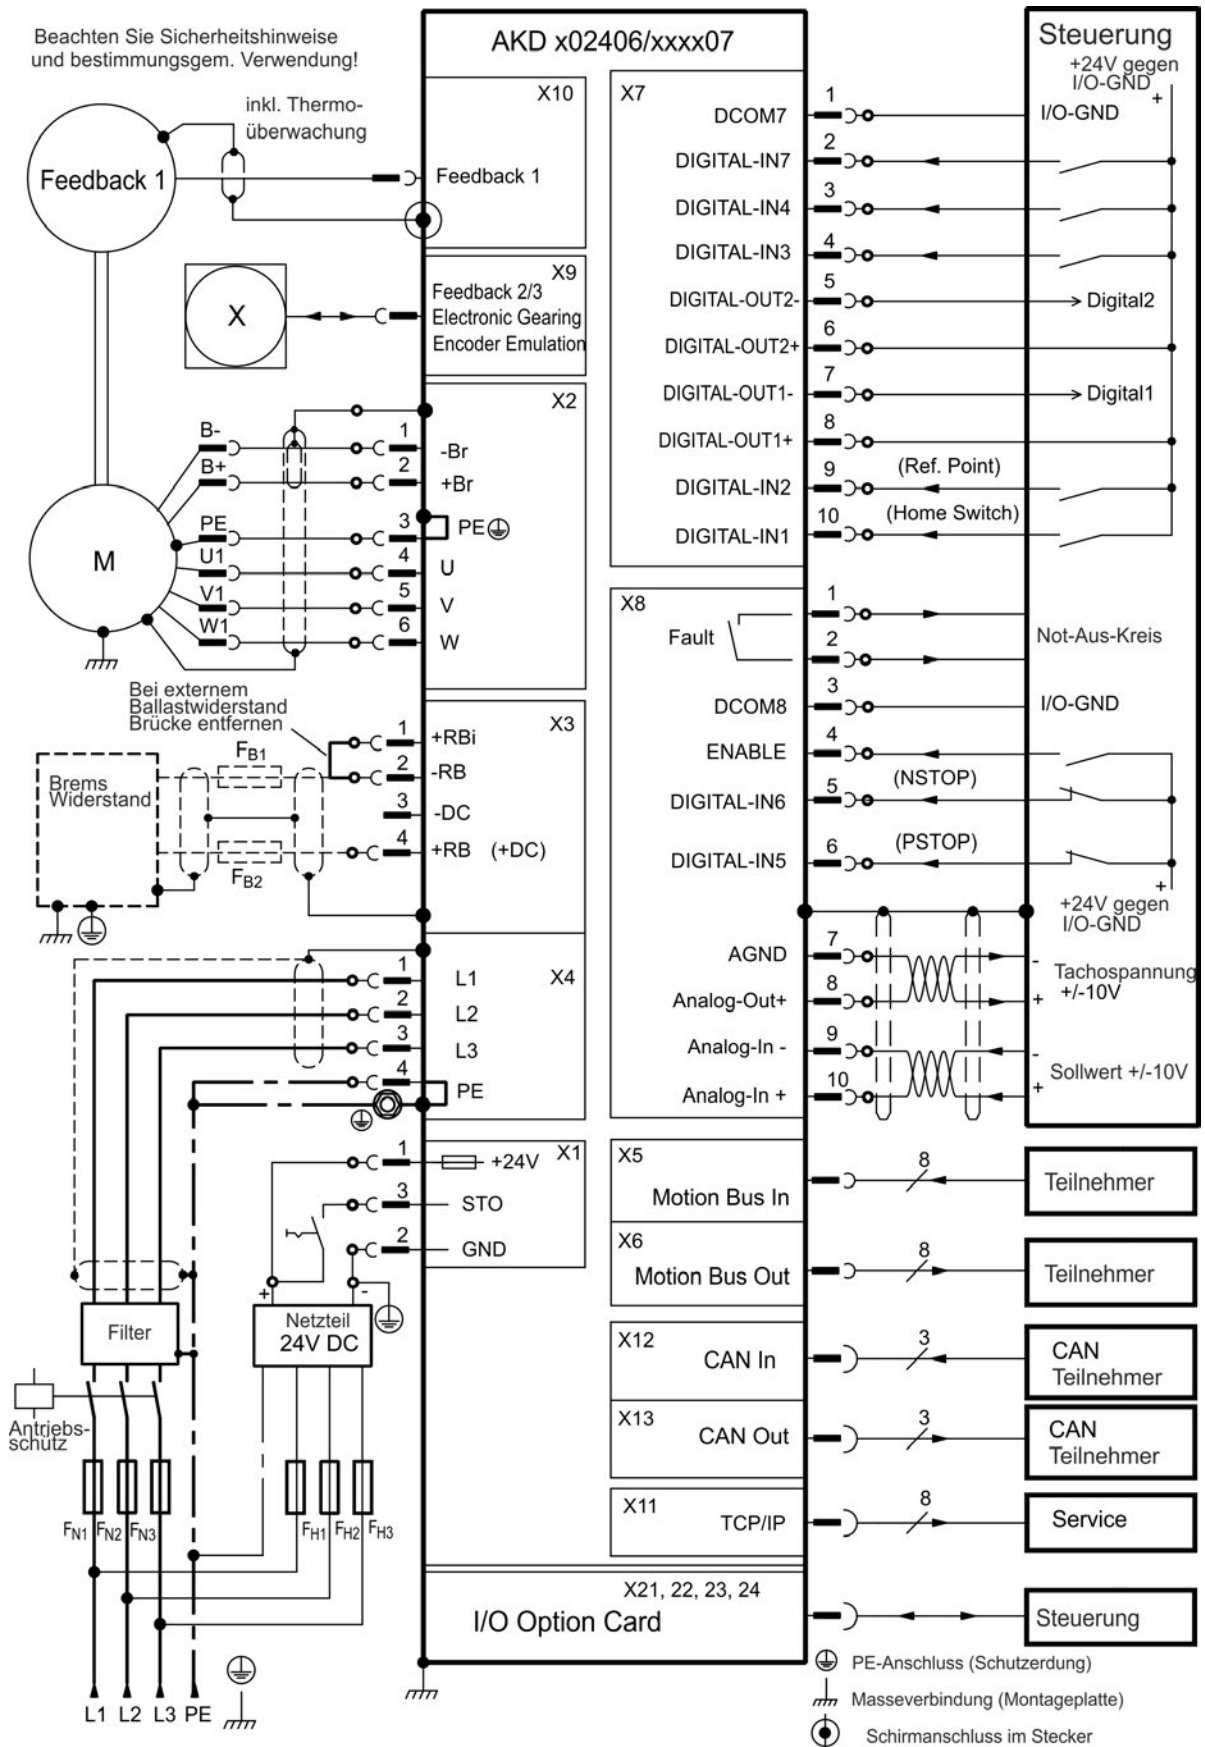 Beachten Sie Sicherheitshinweise
und bestimmungsgem. Verwendung!
AKD x02406/xxxx07
Steuerung
+24V gegen
I/O-GND
+
inkl. Thermo-
überwachung
Feedback 1
X10
Feedback 1
X
X9
Feedback 2/3
Electronic Gearing
Encoder Emulation
X2
B-
1
-Br
B+
2
+Br
PE
3
PE
U1
4
U
V1
5
V
W1
6
W
M
Bei externem
Ballastwiderstand
Brücke entfernen
X3
FB1
1
+RBi
2
-RB
Brems
Widerstand
3
-DC
4
+RB (+DC)
FB2
X4
1
L1
2
L2
3
L3
4
PE
X1
1
+24V
3
STO
2
GND
+
-
Netzteil
24V DC
Filter
Antriebs-
schütz
FN1
FN2
FN3
FH1
FH2
FH3
L1
L2
L3
PE
X7
DCOM7
1
I/O-GND
DIGITAL-IN7
2
DIGITAL-IN4
3
DIGITAL-IN3
4
DIGITAL-OUT2-
5
Digital2
DIGITAL-OUT2+
6
DIGITAL-OUT1-
7
Digital1
DIGITAL-OUT1+
8
DIGITAL-IN2
9
(Ref. Point)
DIGITAL-IN1
10
(Home Switch)
X8
Fault
1
2
Not-Aus-Kreis
DCOM8
3
I/O-GND
ENABLE
4
DIGITAL-IN6
5
(NSTOP)
DIGITAL-IN5
6
(PSTOP)
+
+24V gegen
I/O-GND
AGND
7
-
Tachospannung
+/-10V
Analog-Out+
8
+
Analog-In -
9
-
Sollwert +/-10V
Analog-In +
10
+
X5
Motion Bus In
8
Teilnehmer
X6
Motion Bus Out
8
Teilnehmer
X12
CAN In
3
CAN
Teilnehmer
X13
CAN Out
3
CAN
Teilnehmer
X11
TCP/IP
8
Service
X21, 22, 23, 24
I/O Option Card
Steuerung
PE-Anschluss (Schutzerdung)
Masseverbindung (Montageplatte)
Schirmanschluss im Stecker